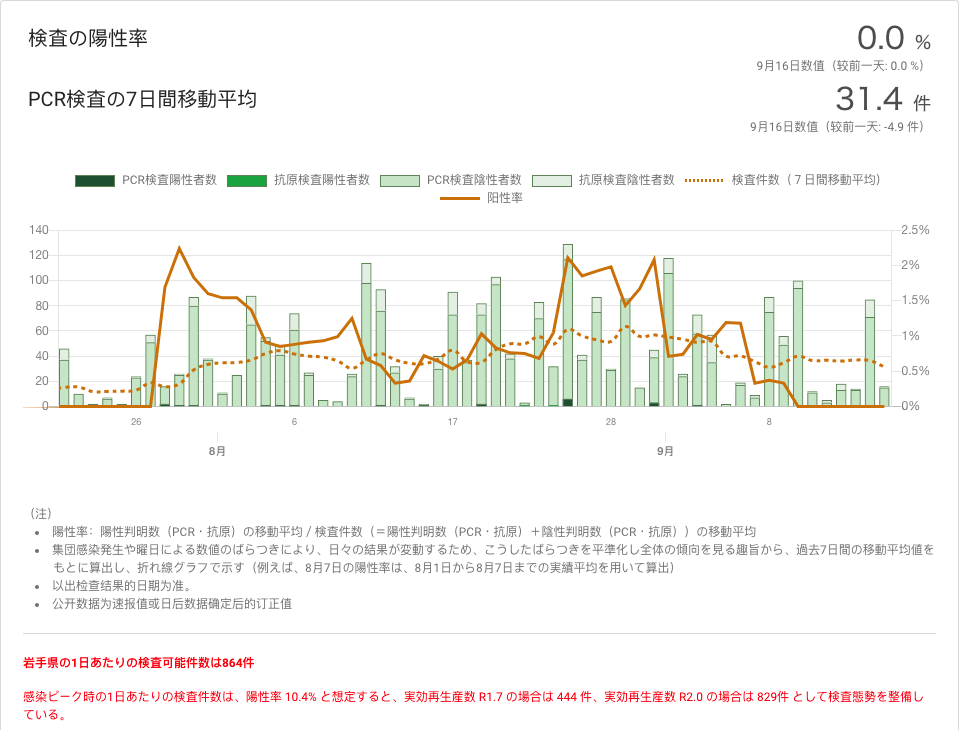 検査の陽性率
0.0 %
9月16日数值（较前一天: 0.0 %）
PCR検査の7日間移動平均
31.4 件
9月16日数值（较前一天: -4.9 件）
PCR検査陽性者数 抗原検査陽性者数 PCR検査陰性者数 抗原検査陰性者数 検査件数（７日間移動平均）
阳性率
140 2.5%
120
2%
100
80 1.5%
60 1%
40
0.5%
20
0 0%
26 6 17 28 8
8月 9月
（注）
陽性率：陽性判明数（PCR・抗原）の移動平均 / 検査件数（＝陽性判明数（PCR・抗原）＋陰性判明数（PCR・抗原））の移動平均
集団感染発生や曜日による数値のばらつきにより、日々の結果が変動するため、こうしたばらつきを平準化し全体の傾向を見る趣旨から、過去7日間の移動平均値を
もとに算出し、折れ線グラフで示す（例えば、8月7日の陽性率は、8月1日から8月7日までの実績平均を用いて算出）
以出检查结果的日期为准。
公开数据为速报值或日后数据确定后的订正值
岩手県の1日あたりの検査可能件数は864件
感染ピーク時の1日あたりの検査件数は、陽性率 10.4% と想定すると、実効再生産数 R1.7 の場合は 444 件、実効再生産数 R2.0 の場合は 829件 として検査態勢を整備し
ている。